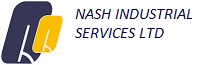 NASH INDUSTRIAL
SERVICES LTD